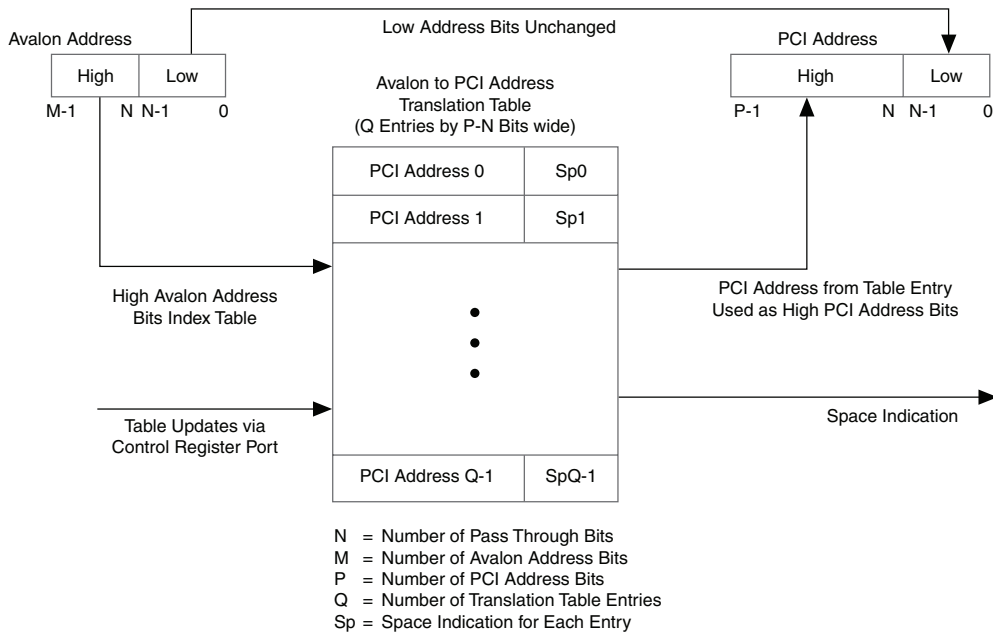 Low Address Bits Unchanged
Avalon Address
PCI Address
High
Low
High
Low
M-1
N
N-1
0
P-1
N
N-1
0
Avalon to PCI Address
Translation Table
(Q Entries by P-N Bits wide)
PCI Address 0
Sp0
PCI Address 1
Sp1
High Avalon Address
Bits Index Table
PCI Address from Table Entry
Used as High PCI Address Bits
Table Updates via
Control Register Port
Space Indication
PCI Address Q-1
SpQ-1
N = Number of Pass Through Bits
M = Number of Avalon Address Bits
P = Number of PCI Address Bits
Q = Number of Translation Table Entries
Sp = Space Indication for Each Entry